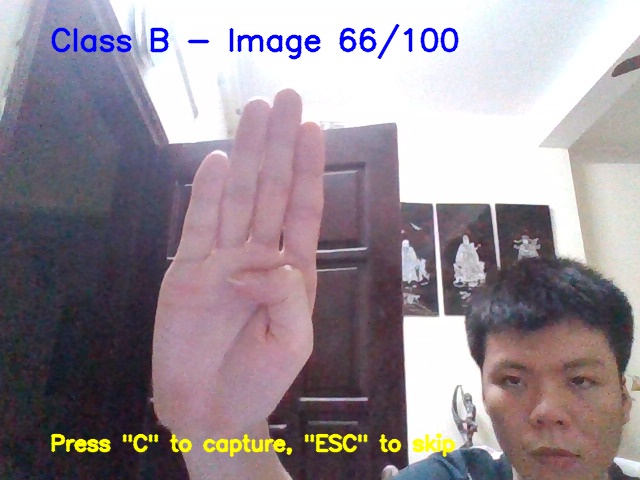 Class B - Image 66/100
Press "C" to capture, "ESC" to skip